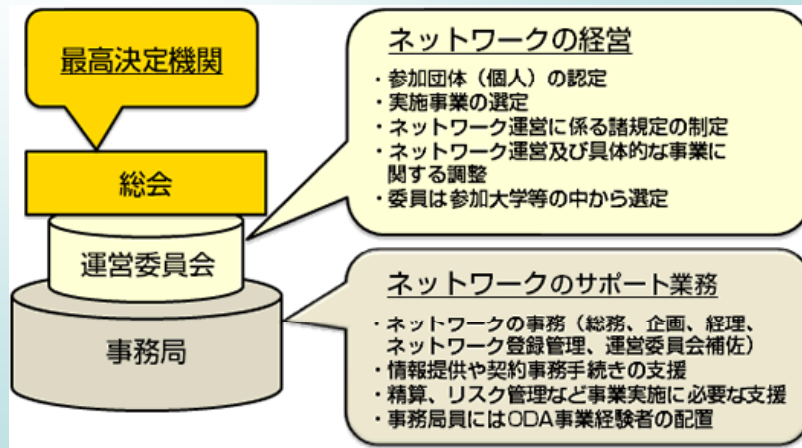 最高決定機関
総会
運営委員会
事務局
ネットワークの経営
・参加団体（個人）の認定
・実施事業の選定
・ネットワーク運営に係る諸規定の制定
・ネットワーク運営及び具体的な事業に
関する調整
・委員は参加大学等の中から選定
ネットワークのサポート業務
・ネットワークの事務（総務、企画、経理、
ネットワーク登録管理、運営委員会補佐）
・情報提供や契約事務手続きの支援
・精算、リスク管理など事業実施に必要な支援
・事務局員にはODA事業経験者の配置